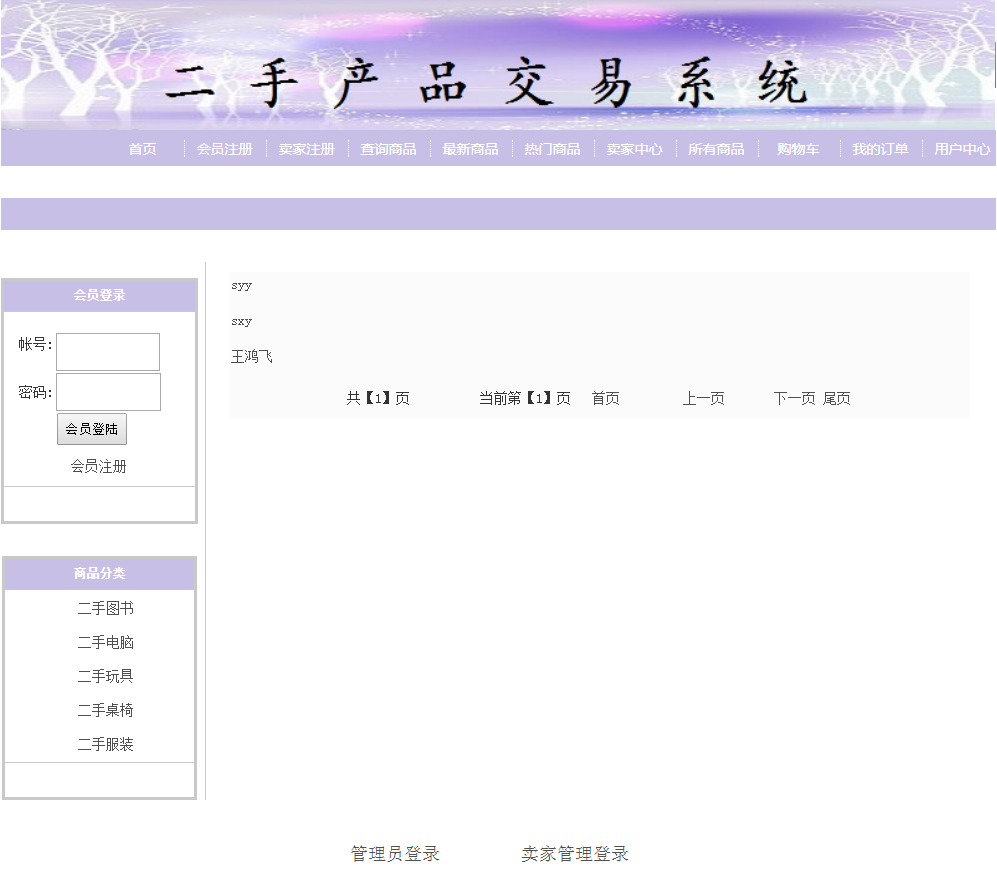 二手产品交易系统
首页 会员注册 卖家注册 查询商品 最新商品 热门商品 卖家中心 所有商品 购物车 我的订单 用户中心
会员登录
帐号:
密码:
会员登陆
会员注册
商品分类
二手图书
二手电脑
二手玩具
二手桌椅
二手服装
syy
sxy
王鸿飞
共【1】页 当前第【1】页 首页 上一页 下一页 尾页
管理员登录 卖家管理登录